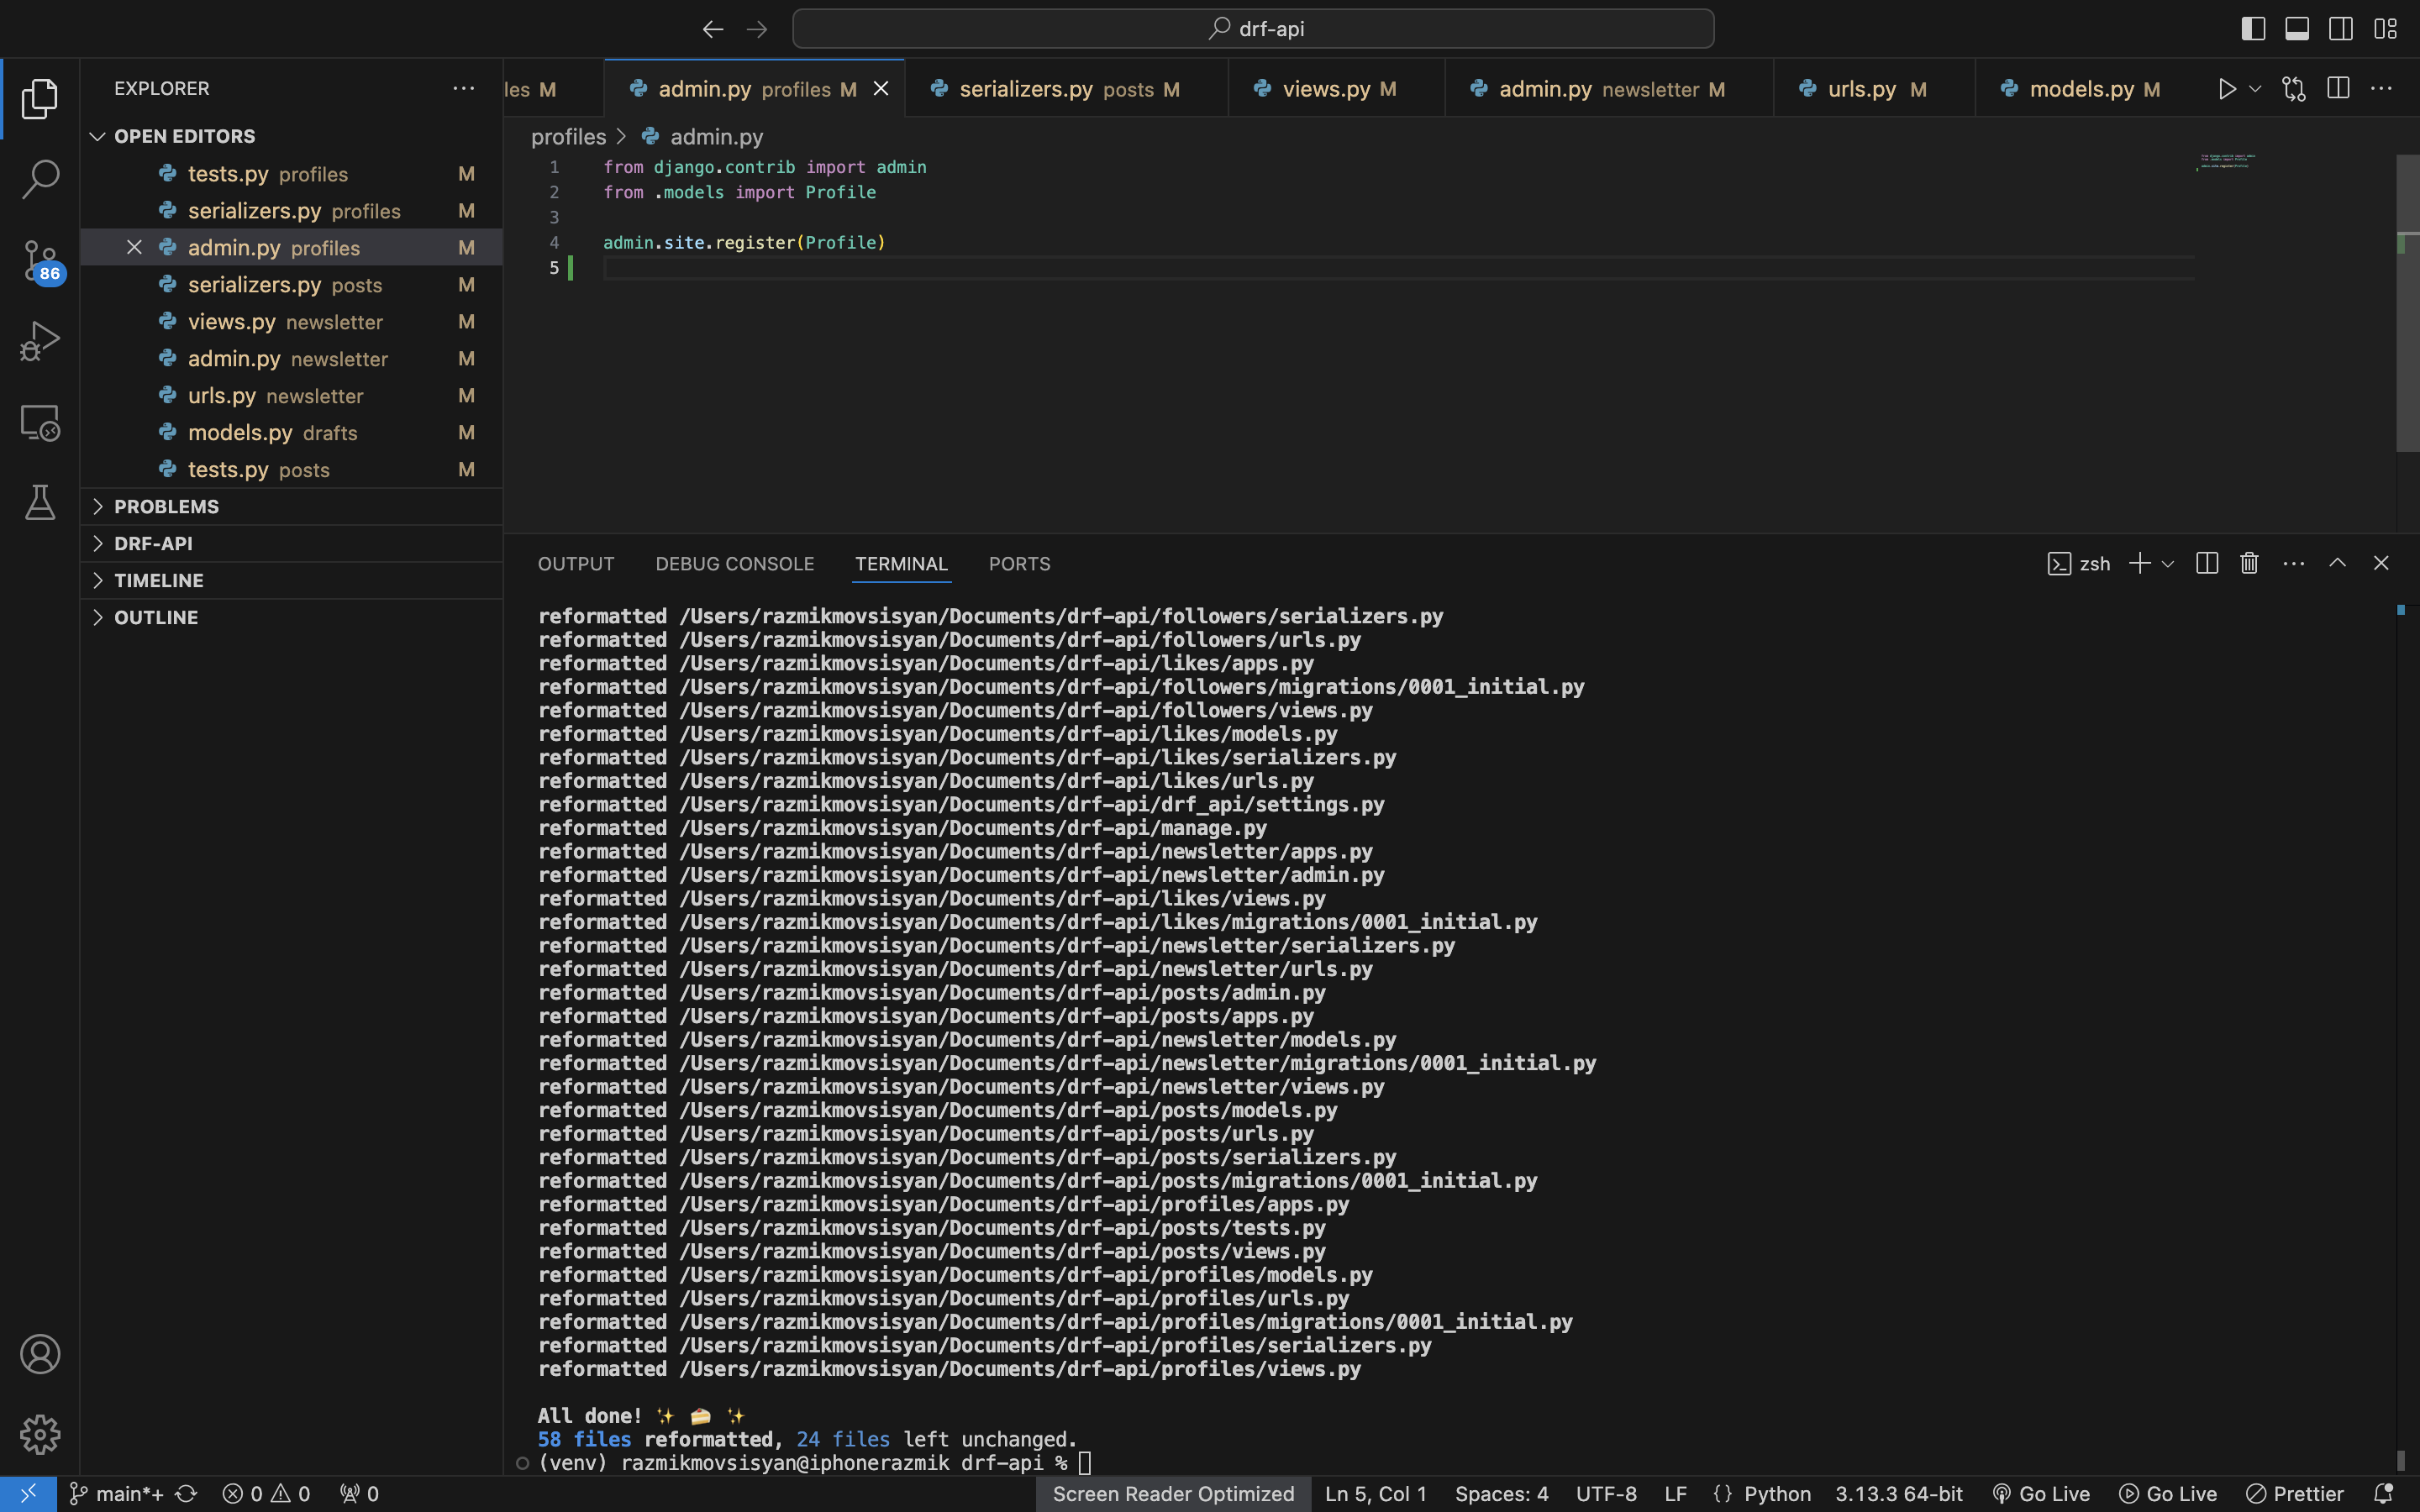 drf-api
EXPLORER
OPEN EDITORS
tests.py profiles M
serializers.py profiles M
admin.py profiles M
serializers.py posts M
views.py newsletter M
admin.py newsletter M
urls.py newsletter M
models.py drafts M
tests.py posts M
PROBLEMS
DRF-API
TIMELINE
OUTLINE
86
les M
admin.py profiles M
serializers.py posts M
views.py M
admin.py newsletter M
urls.py M
models.py M
profiles > admin.py
1 from django.contrib import admin
2 from .models import Profile
3
4 admin.site.register(Profile)
5
OUTPUT DEBUG CONSOLE TERMINAL PORTS
zsh
reformatted /Users/razmikmovsisyan/Documents/drf-api/followers/serializers.py
reformatted /Users/razmikmovsisyan/Documents/drf-api/followers/urls.py
reformatted /Users/razmikmovsisyan/Documents/drf-api/likes/apps.py
reformatted /Users/razmikmovsisyan/Documents/drf-api/followers/migrations/0001_initial.py
reformatted /Users/razmikmovsisyan/Documents/drf-api/followers/views.py
reformatted /Users/razmikmovsisyan/Documents/drf-api/likes/models.py
reformatted /Users/razmikmovsisyan/Documents/drf-api/likes/serializers.py
reformatted /Users/razmikmovsisyan/Documents/drf-api/likes/urls.py
reformatted /Users/razmikmovsisyan/Documents/drf-api/drf_api/settings.py
reformatted /Users/razmikmovsisyan/Documents/drf-api/manage.py
reformatted /Users/razmikmovsisyan/Documents/drf-api/newsletter/apps.py
reformatted /Users/razmikmovsisyan/Documents/drf-api/newsletter/admin.py
reformatted /Users/razmikmovsisyan/Documents/drf-api/likes/views.py
reformatted /Users/razmikmovsisyan/Documents/drf-api/likes/migrations/0001_initial.py
reformatted /Users/razmikmovsisyan/Documents/drf-api/newsletter/serializers.py
reformatted /Users/razmikmovsisyan/Documents/drf-api/newsletter/urls.py
reformatted /Users/razmikmovsisyan/Documents/drf-api/posts/admin.py
reformatted /Users/razmikmovsisyan/Documents/drf-api/posts/apps.py
reformatted /Users/razmikmovsisyan/Documents/drf-api/newsletter/models.py
reformatted /Users/razmikmovsisyan/Documents/drf-api/newsletter/migrations/0001_initial.py
reformatted /Users/razmikmovsisyan/Documents/drf-api/newsletter/views.py
reformatted /Users/razmikmovsisyan/Documents/drf-api/posts/models.py
reformatted /Users/razmikmovsisyan/Documents/drf-api/posts/urls.py
reformatted /Users/razmikmovsisyan/Documents/drf-api/posts/serializers.py
reformatted /Users/razmikmovsisyan/Documents/drf-api/posts/migrations/0001_initial.py
reformatted /Users/razmikmovsisyan/Documents/drf-api/profiles/apps.py
reformatted /Users/razmikmovsisyan/Documents/drf-api/posts/tests.py
reformatted /Users/razmikmovsisyan/Documents/drf-api/posts/views.py
reformatted /Users/razmikmovsisyan/Documents/drf-api/profiles/models.py
reformatted /Users/razmikmovsisyan/Documents/drf-api/profiles/urls.py
reformatted /Users/razmikmovsisyan/Documents/drf-api/profiles/migrations/0001_initial.py
reformatted /Users/razmikmovsisyan/Documents/drf-api/profiles/serializers.py
reformatted /Users/razmikmovsisyan/Documents/drf-api/profiles/views.py
All done! ✨ 🍰 ✨
58 files reformatted, 24 files left unchanged.
(venv) razmikmovsisyan@iphonerazmik drf-api %
main*+ 0 0 0 Screen Reader Optimized Ln 5, Col 1 Spaces: 4 UTF-8 LF {} Python 3.13.3 64-bit Go Live Go Live Prettier